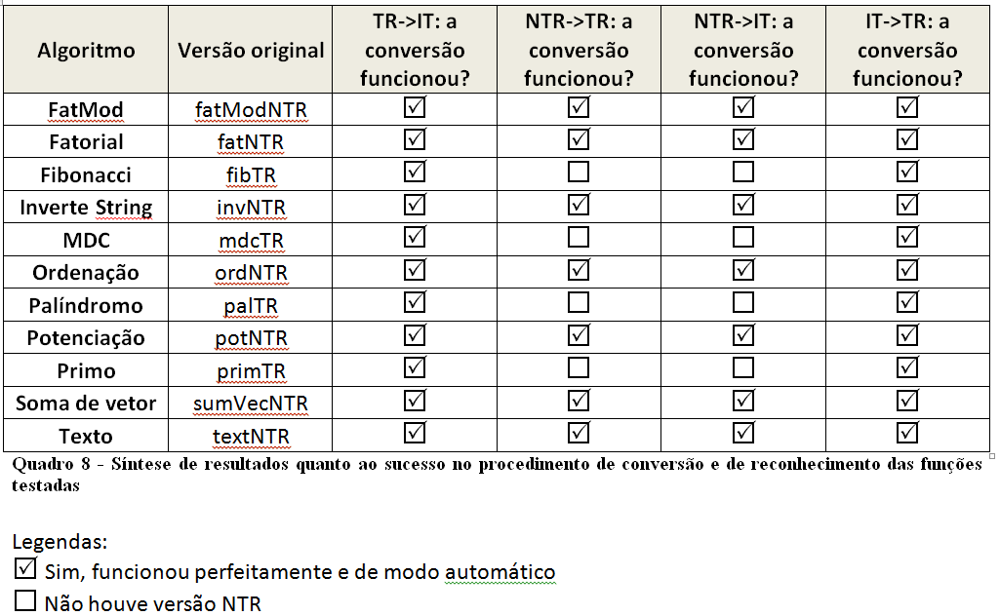 Algoritmo Versão original TR->IT: a conversão funcionou? NTR->TR: a conversão funcionou? NTR->IT: a conversão funcionou? IT->TR: a conversão funcionou?
FatMod fatModNTR ☑ ☑ ☑ ☑
Fatorial fatNTR ☑ ☑ ☑ ☑
Fibonacci fibTR ☑ ☐ ☐ ☑
Inverte String invNTR ☑ ☑ ☑ ☑
MDC mdcTR ☑ ☐ ☐ ☑
Ordenação ordNTR ☑ ☑ ☑ ☑
Palíndromo palTR ☑ ☐ ☐ ☑
Potenciação potNTR ☑ ☑ ☑ ☑
Primo primTR ☑ ☐ ☐ ☑
Soma de vetor sumVecNTR ☑ ☑ ☑ ☑
Texto textNTR ☑ ☑ ☑ ☑
Quadro 8 - Síntese de resultados quanto ao sucesso no procedimento de conversão e de reconhecimento das funções
testadas
Legendas:
☑ Sim, funcionou perfeitamente e de modo automático
☐ Não houve versão NTR